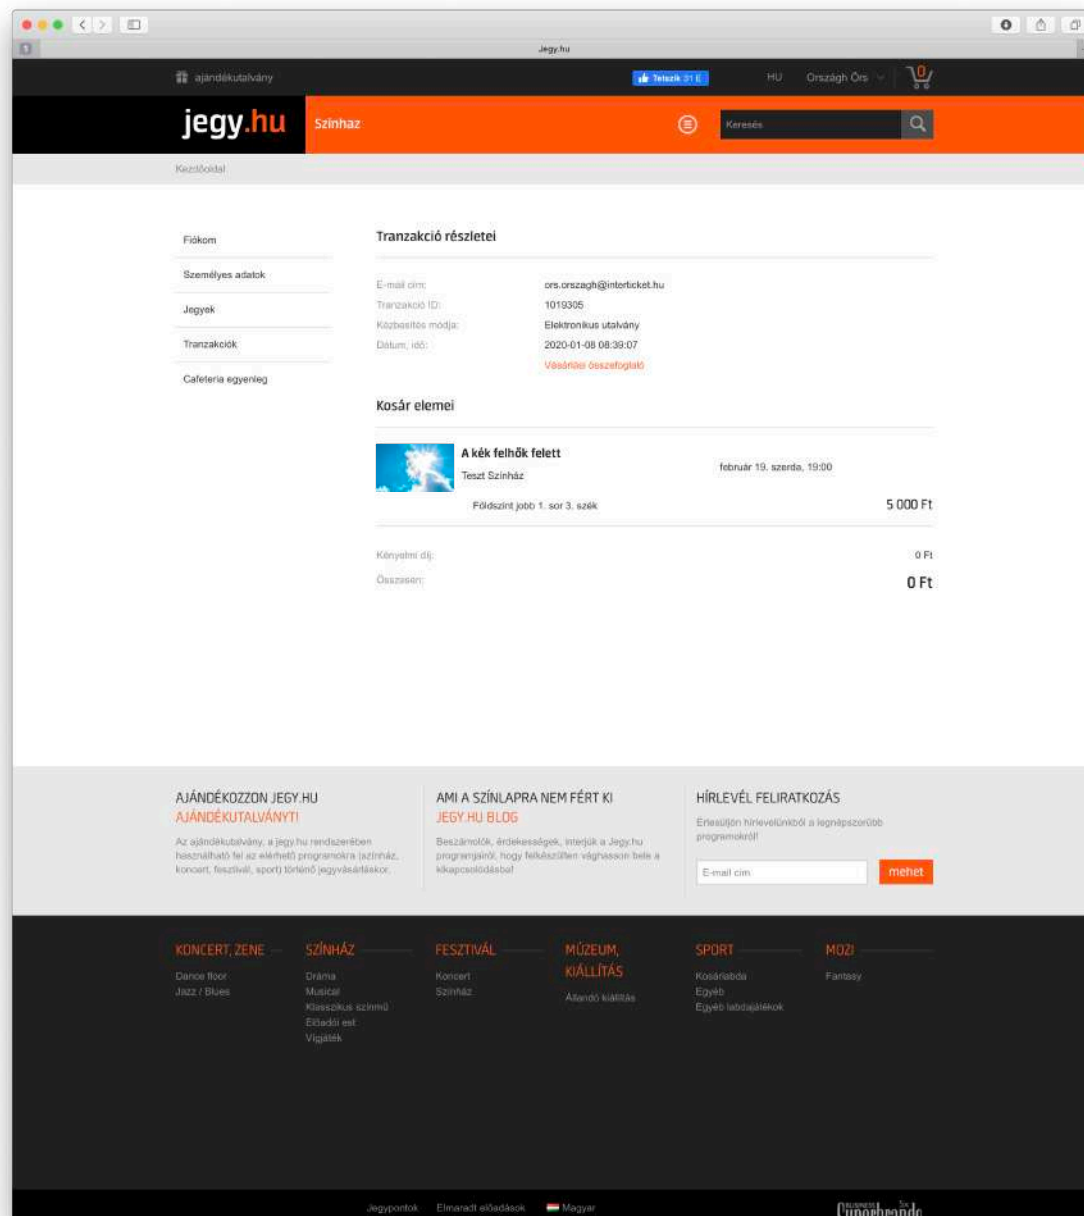 Jegy.hu
ajándékutalvány
Tetszik 31 E
HU
Országh Örs
0
jegy.hu
Színház
Keresés
Kezdőoldal
Fiókom
Személyes adatok
Jegyek
Tranzakciók
Cafeteria egyenleg
Tranzakció részletei
E-mail cím: ors.orszagh@interticket.hu
Tranzakció ID: 1019305
Kézbesítés módja: Elektronikus utalvány
Dátum, idő: 2020-01-08 08:39:07
Vásárlási összefoglaló
Kosár elemei
A kék felhők felett
Teszt Színház
február 19. szerda, 19:00
Földszint jobb 1. sor 3. szék 5 000 Ft
Kényelmi díj: 0 Ft
Összesen: 0 Ft
AJÁNDÉKOZZON JEGY.HU
AJÁNDÉKUTALVÁNYT!
Az ajándékutalvány, a jegy.hu rendszerében
használható fel az elérhető programokra (színház,
koncert, fesztivál, sport) történő jegyvásárláskor.
AMI A SZÍNLAPRA NEM FÉRT KI
JEGY.HU BLOG
Beszámolók, érdekességek, interjúk a Jegy.hu
programjairól, hogy felkészülten vághasson bele a
kikapcsolódásba!
HÍRLEVÉL FELIRATKOZÁS
Értesüljön hírlevelünkből a legnépszerűbb
programokról!
E-mail cím
mehet
KONCERT, ZENE
Dance floor
Jazz / Blues
SZÍNHÁZ
Dráma
Musical
Klasszikus színmű
Előadói est
Vígjáték
FESZTIVÁL
Koncert
Színház
MÚZEUM,
KIÁLLÍTÁS
Állandó kiállítás
SPORT
Kosárlabda
Egyéb
Egyéb labdajátékok
MOZI
Fantasy
Jegypontok
Elmaradt előadások
Magyar